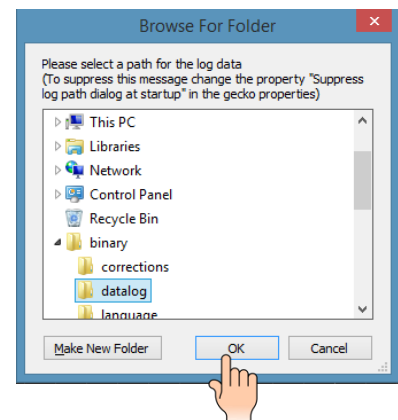 Browse For Folder
Please select a path for the log data
(To suppress this message change the property "Suppress
log path dialog at startup" in the gecko properties)
This PC
Libraries
Network
Control Panel
Recycle Bin
binary
corrections
datalog
language
Make New Folder
OK
Cancel